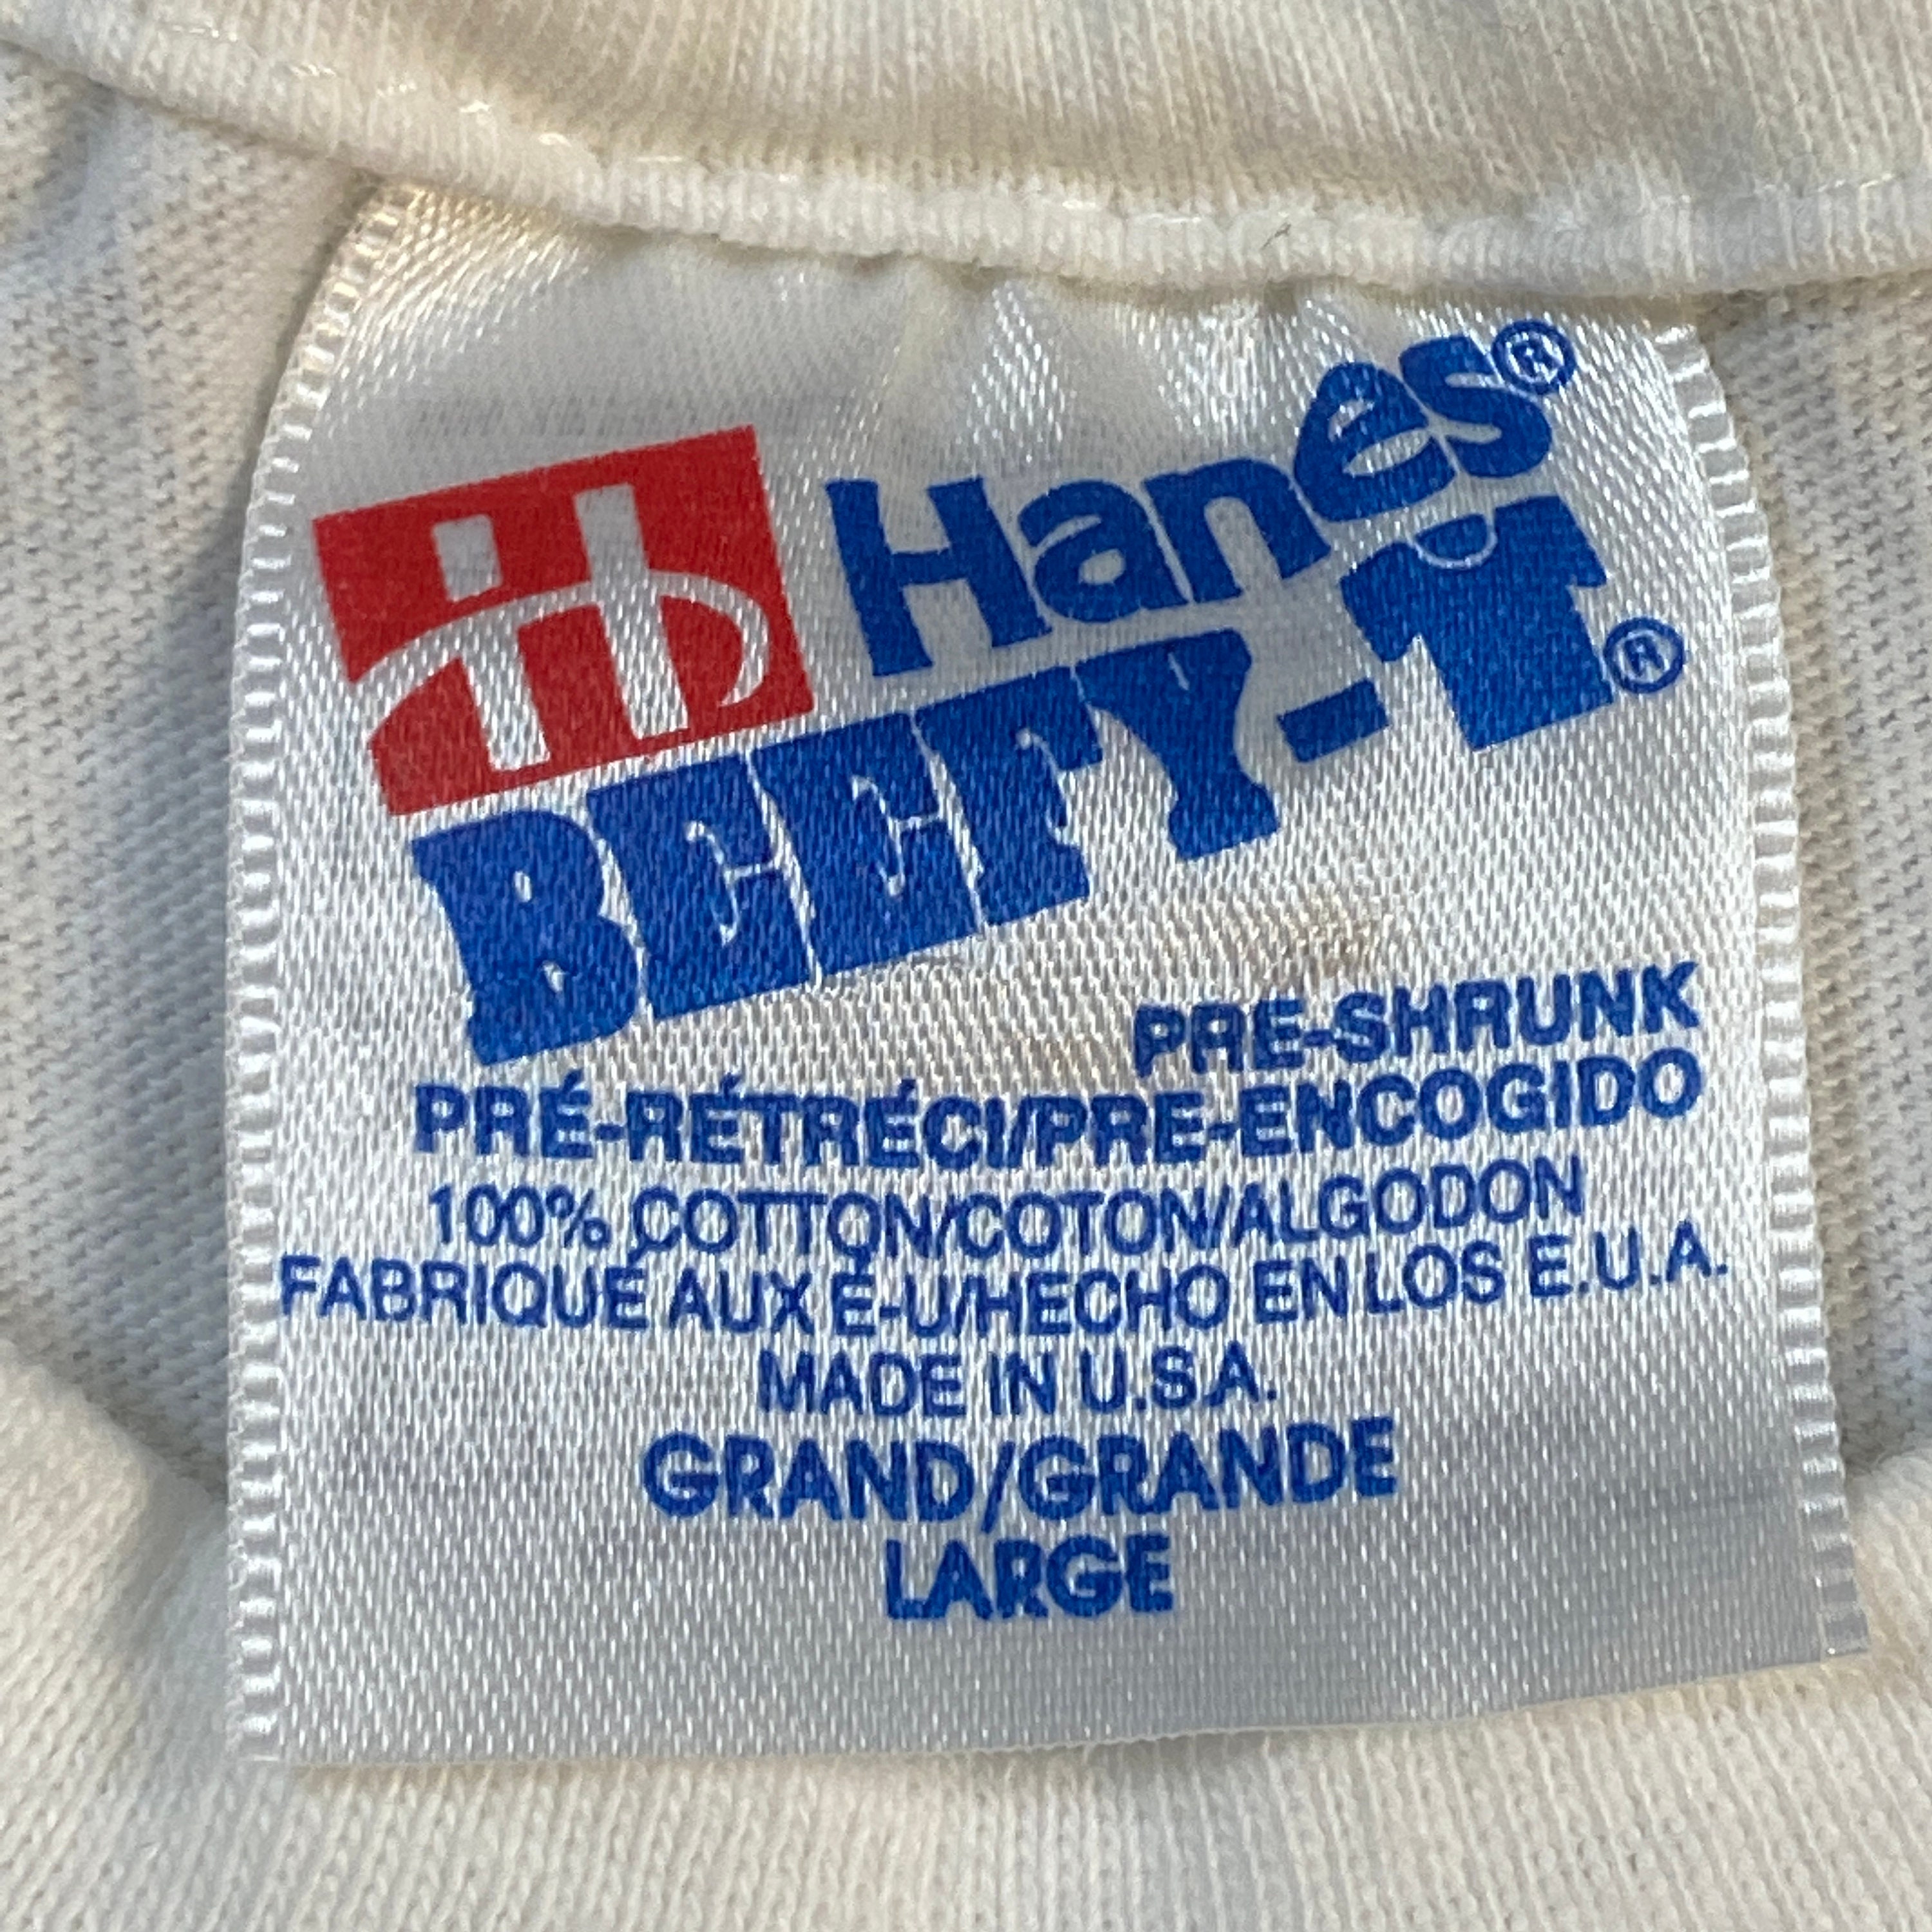 H Hanes®
BEEFY-T®
PRE-SHRUNK
PRÉ-RÉTRÉCI/PRE-ENCOGIDO
100% COTTON/COTON/ALGODON
FABRIQUÉ AUX É-U/HECHO EN LOS E.U.A.
MADE IN U.S.A.
GRAND/GRANDE
LARGE